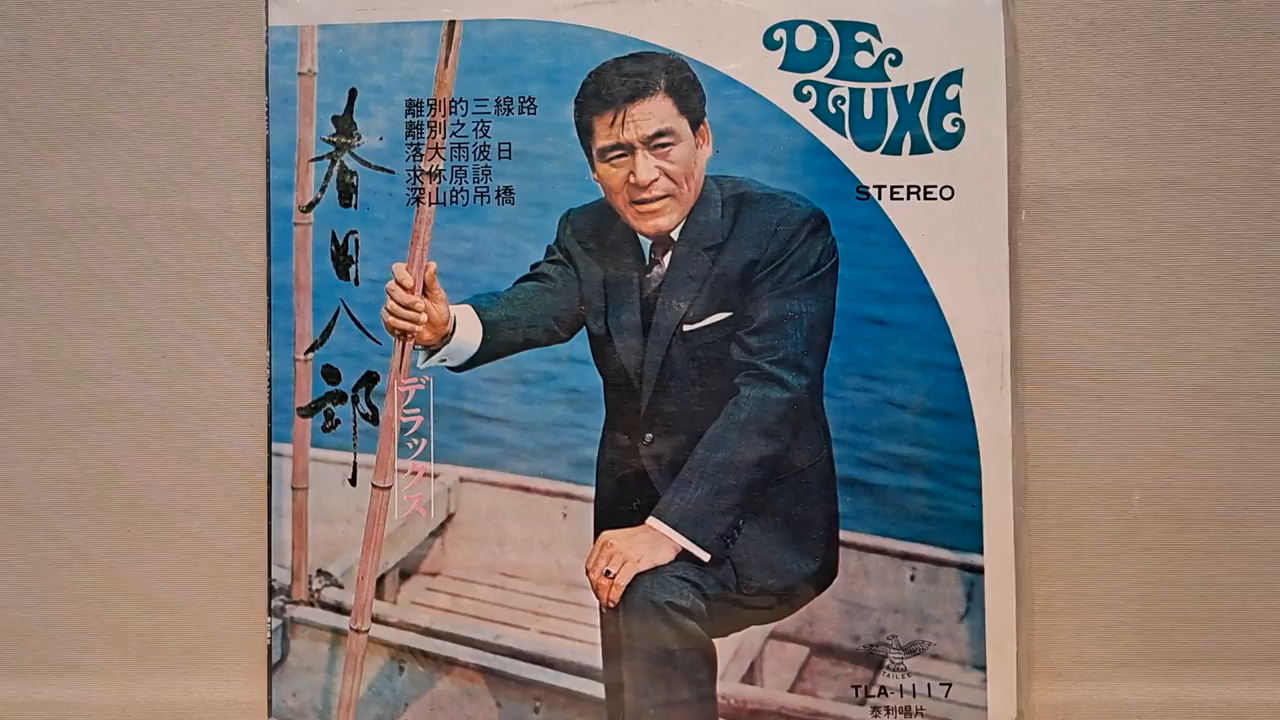 春日八郎
離別的三線路
離別之夜
落大雨彼日
求你原諒
深山的吊橋
デラックス
DE
LUXE
STEREO
TAILEE
TLA-1117
泰利唱片